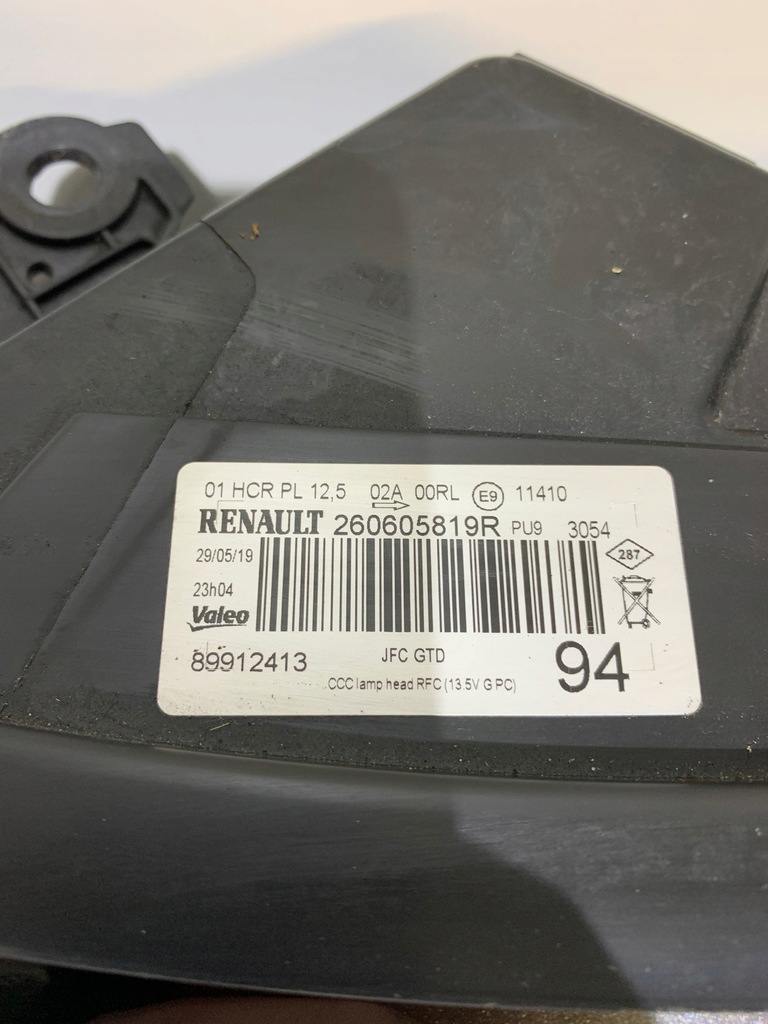 01 HCR PL 12,5 02A 00RL E9 11410
RENAULT 260605819R PU9 3054
29/05/19
287
23h04
Valeo
89912413 JFC GTD 94
CCC lamp head RFC (13.5V G PC)